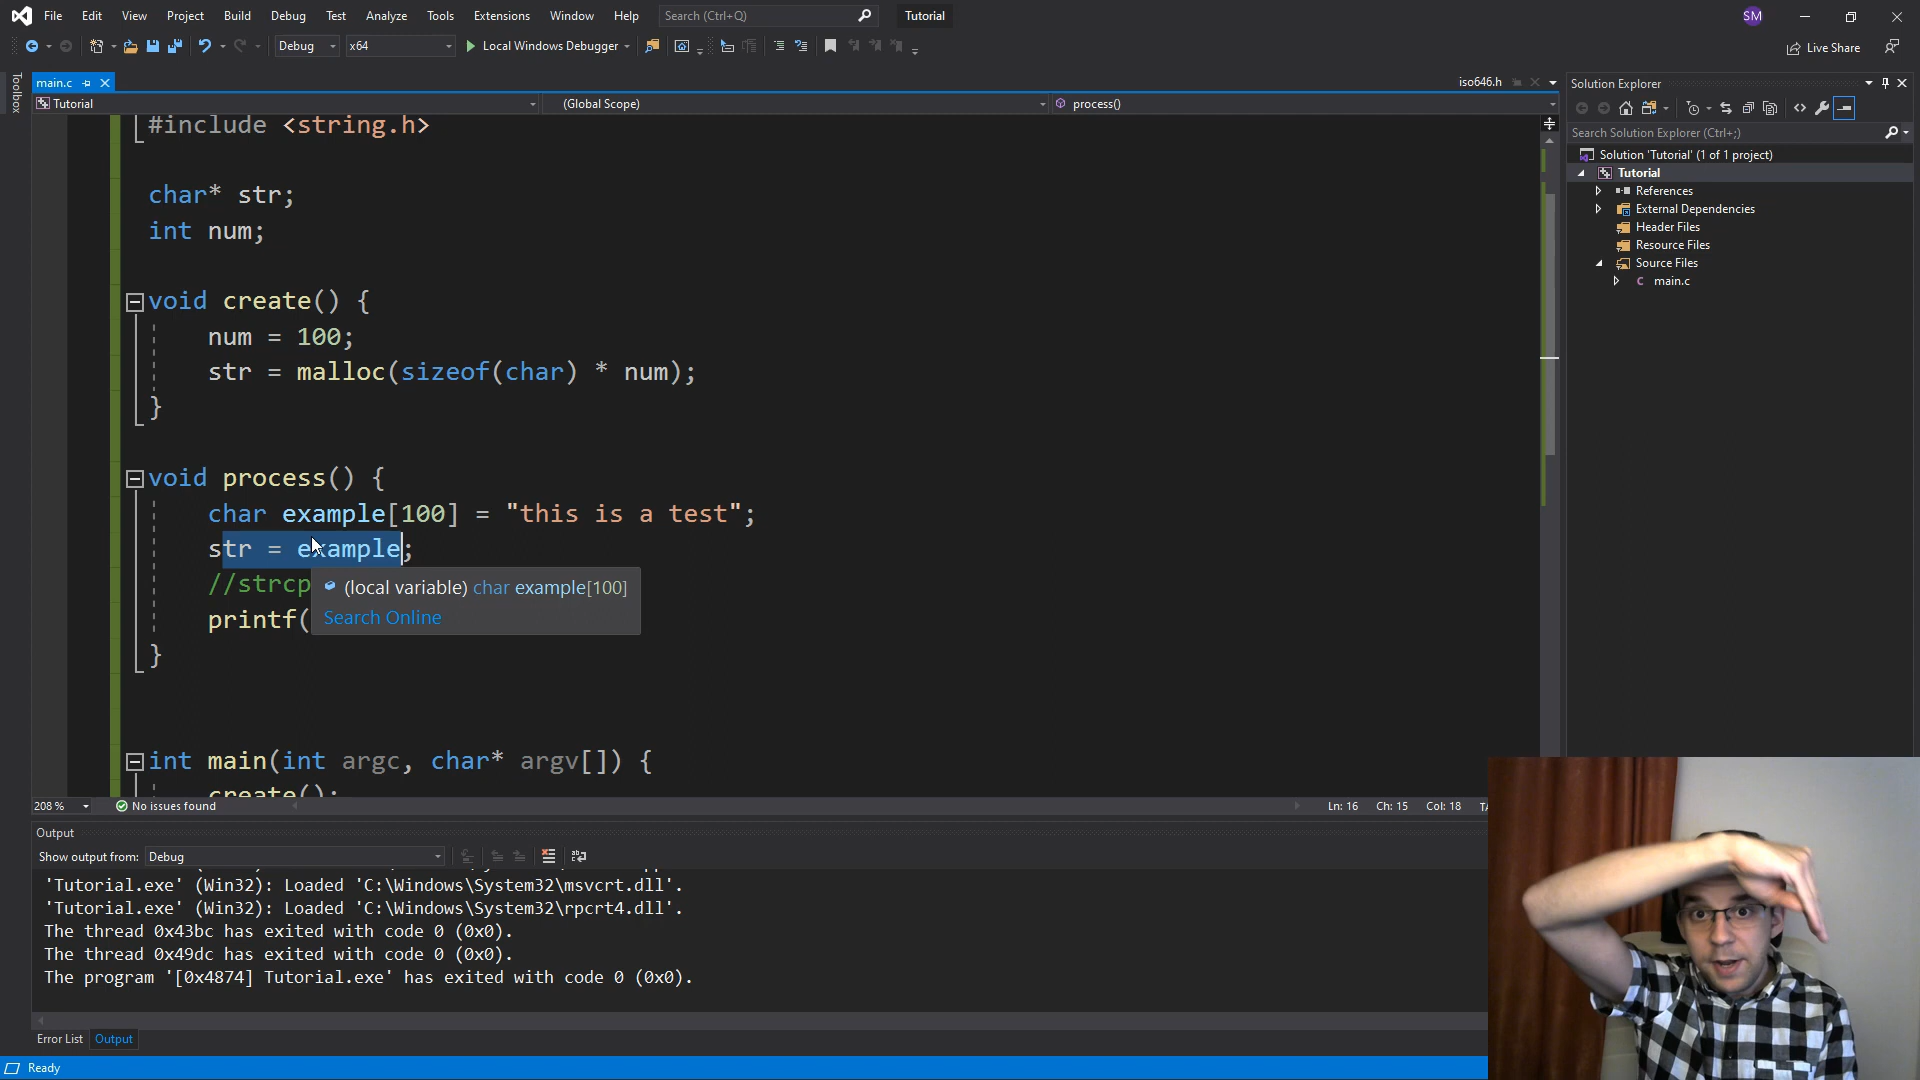 File Edit View Project Build Debug Test Analyze Tools Extensions Window Help Search (Ctrl+Q) Tutorial SM
Debug x64 Local Windows Debugger Live Share
Toolbox
main.c iso646.h
Tutorial (Global Scope) process()
#include <string.h>
char* str;
int num;
void create() {
num = 100;
str = malloc(sizeof(char) * num);
}
void process() {
char example[100] = "this is a test";
str = example;
//strcp
printf(
}
(local variable) char example[100]
Search Online
int main(int argc, char* argv[]) {
create();
208 % No issues found Ln: 16 Ch: 15 Col: 18
Output
Show output from: Debug
'Tutorial.exe' (Win32): Loaded 'C:\Windows\System32\msvcrt.dll'.
'Tutorial.exe' (Win32): Loaded 'C:\Windows\System32\rpcrt4.dll'.
The thread 0x43bc has exited with code 0 (0x0).
The thread 0x49dc has exited with code 0 (0x0).
The program '[0x4874] Tutorial.exe' has exited with code 0 (0x0).
Error List Output
Ready
Solution Explorer
Search Solution Explorer (Ctrl+;)
Solution 'Tutorial' (1 of 1 project)
Tutorial
References
External Dependencies
Header Files
Resource Files
Source Files
main.c